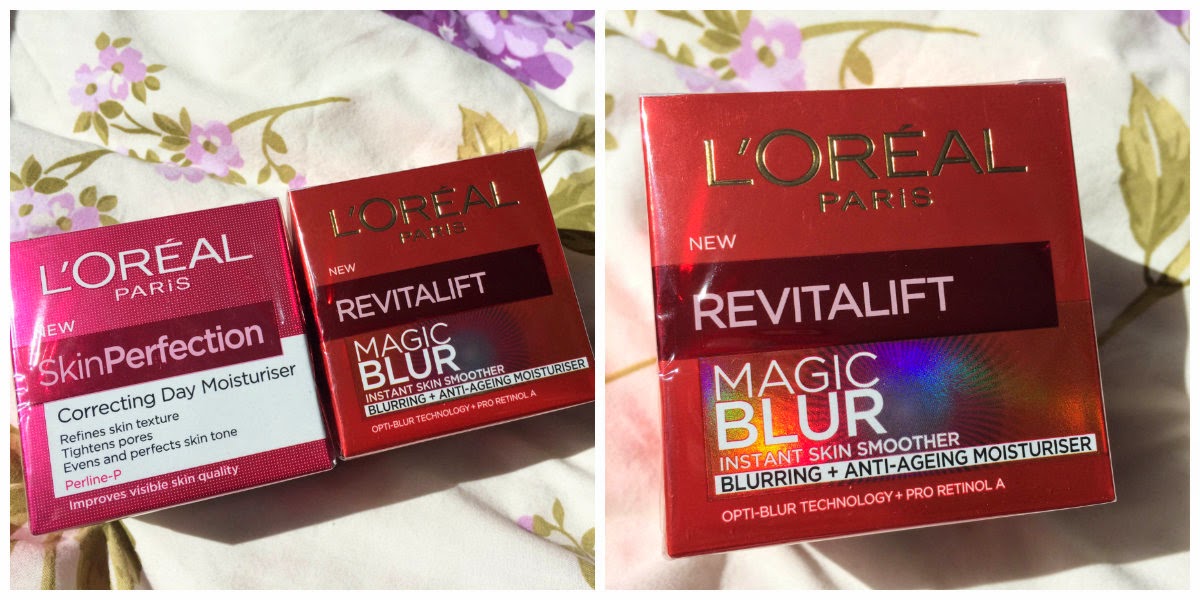 L'ORÉAL
PARIS
NEW
SkinPerfection
Correcting Day Moisturiser
Refines skin texture
Tightens pores
Evens and perfects skin tone
Perline-P
Improves visible skin quality
L'ORÉAL
PARIS
NEW
REVITALIFT
MAGIC
BLUR
INSTANT SKIN SMOOTHER
BLURRING + ANTI-AGEING MOISTURISER
OPTI-BLUR TECHNOLOGY + PRO RETINOL A
L'ORÉAL
PARIS
NEW
REVITALIFT
MAGIC
BLUR
INSTANT SKIN SMOOTHER
BLURRING + ANTI-AGEING MOISTURISER
OPTI-BLUR TECHNOLOGY + PRO RETINOL A